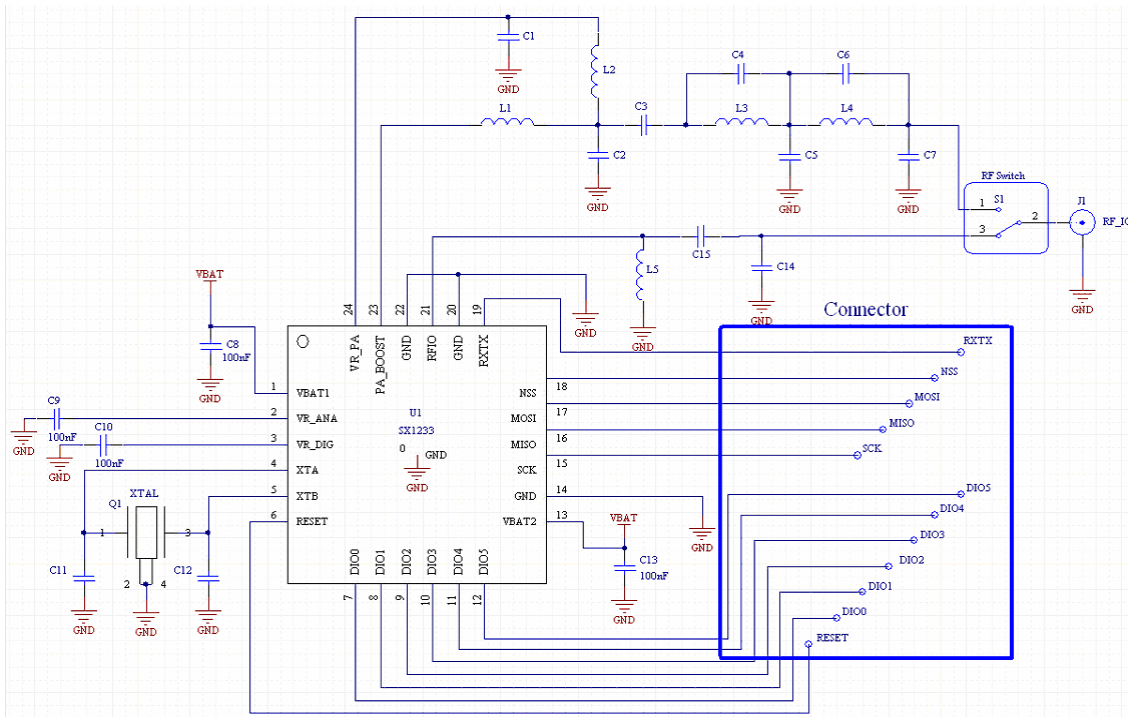 C1
GND
L2
C4
C6
L1
C3
L3
L4
C2
GND
C5
GND
C7
GND
RF Switch
S1
1
2
3
J1
RF_IO
GND
C15
L5
GND
C14
GND
VBAT
C8
100nF
GND
24
23
22
21
20
19
GND
VR_PA
PA_BOOST
GND
RFIO
GND
RXTX
Connector
RXTX
NSS
MOSI
MISO
SCK
DIO5
DIO4
DIO3
DIO2
DIO1
DIO0
RESET
1 VBAT1
2 VR_ANA
3 VR_DIG
4 XTA
5 XTB
6 RESET
C9
100nF
GND
C10
100nF
GND
U1
SX1233
0 GND
GND
NSS 18
MOSI 17
MISO 16
SCK 15
GND 14
VBAT2 13
GND
VBAT
C13
100nF
GND
XTAL
Q1
1
3
2
4
C11
GND
GND
C12
GND
DIO0
DIO1
DIO2
DIO3
DIO4
DIO5
7
8
9
10
11
12